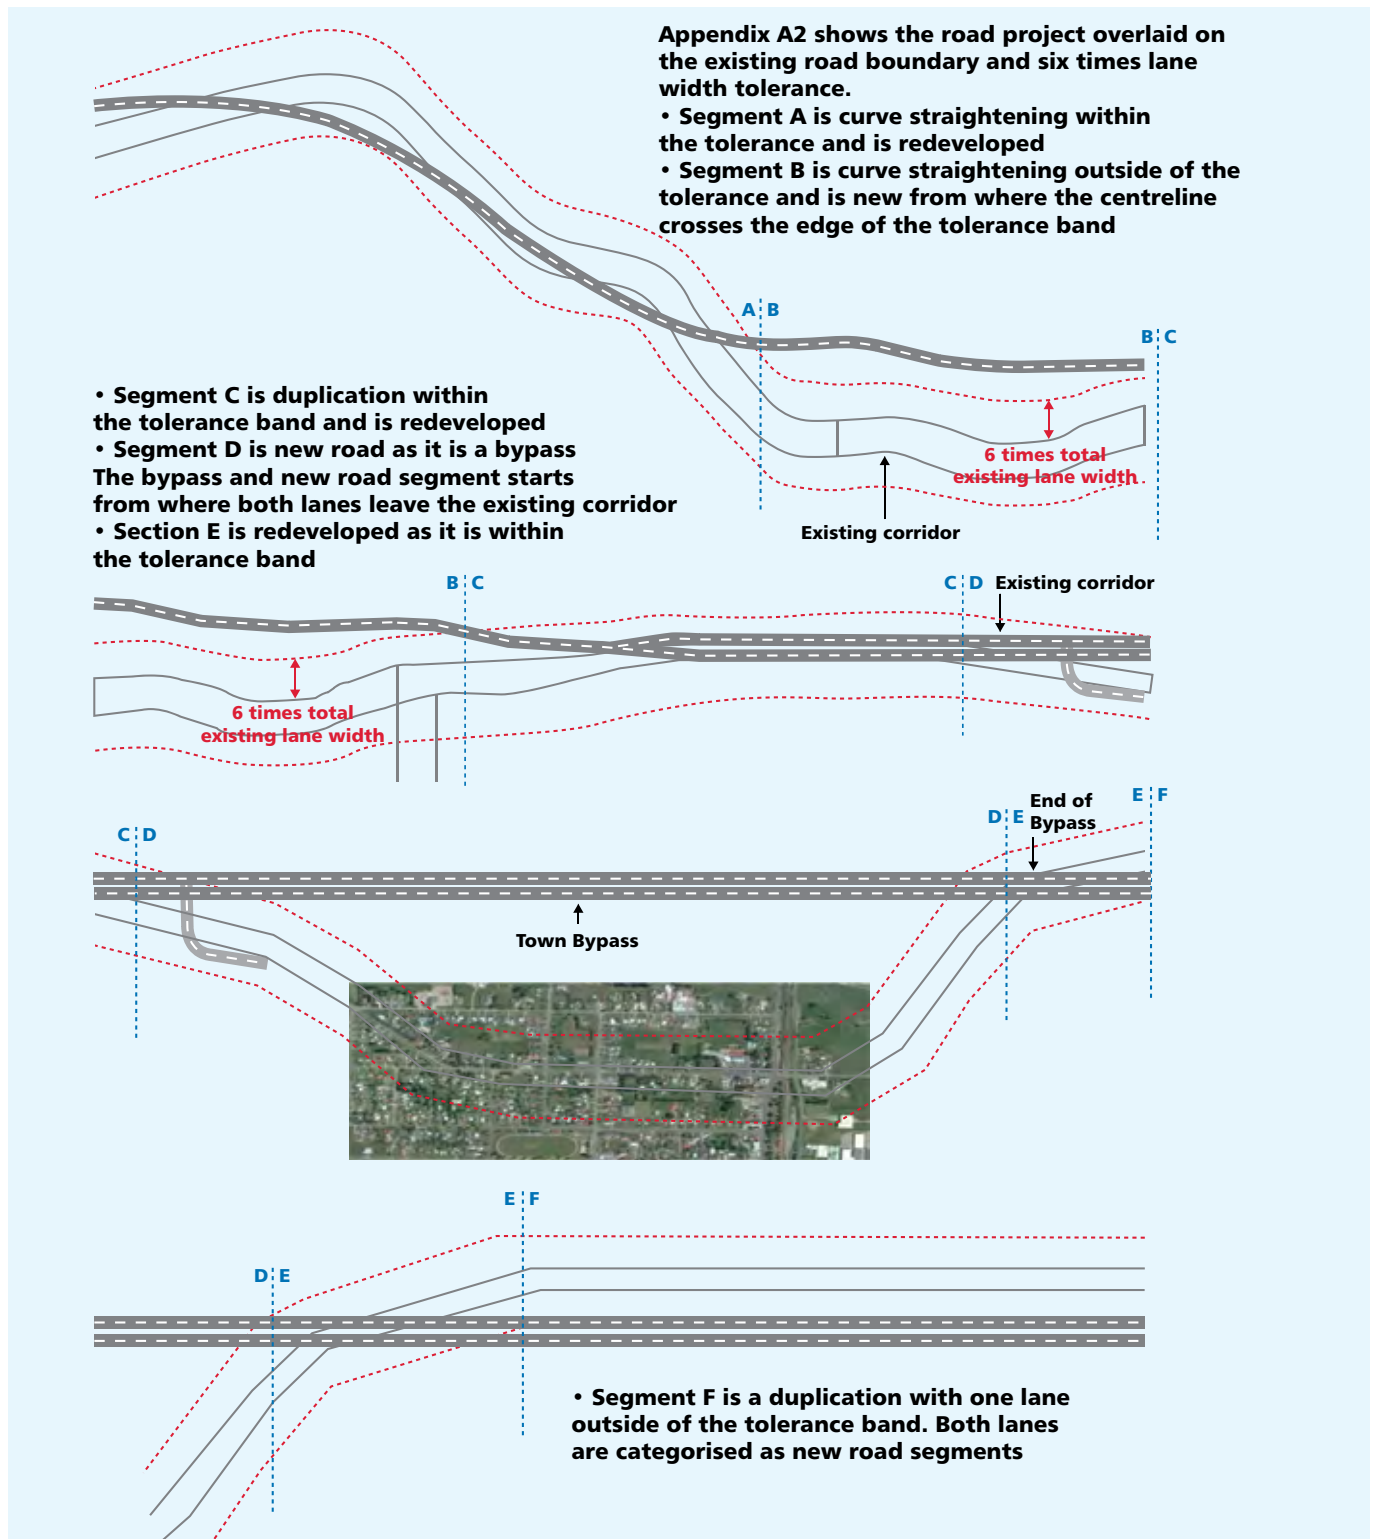 Appendix A2 shows the road project overlaid on
the existing road boundary and six times lane
width tolerance.
• Segment A is curve straightening within
the tolerance and is redeveloped
• Segment B is curve straightening outside of the
tolerance and is new from where the centreline
crosses the edge of the tolerance band
A B
B C
• Segment C is duplication within
the tolerance band and is redeveloped
• Segment D is new road as it is a bypass
The bypass and new road segment starts
from where both lanes leave the existing corridor
• Section E is redeveloped as it is within
the tolerance band
6 times total
existing lane width
Existing corridor
B C
C D
Existing corridor
6 times total
existing lane width
C D
D E
End of
Bypass
E F
Town Bypass
E F
D E
• Segment F is a duplication with one lane
outside of the tolerance band. Both lanes
are categorised as new road segments